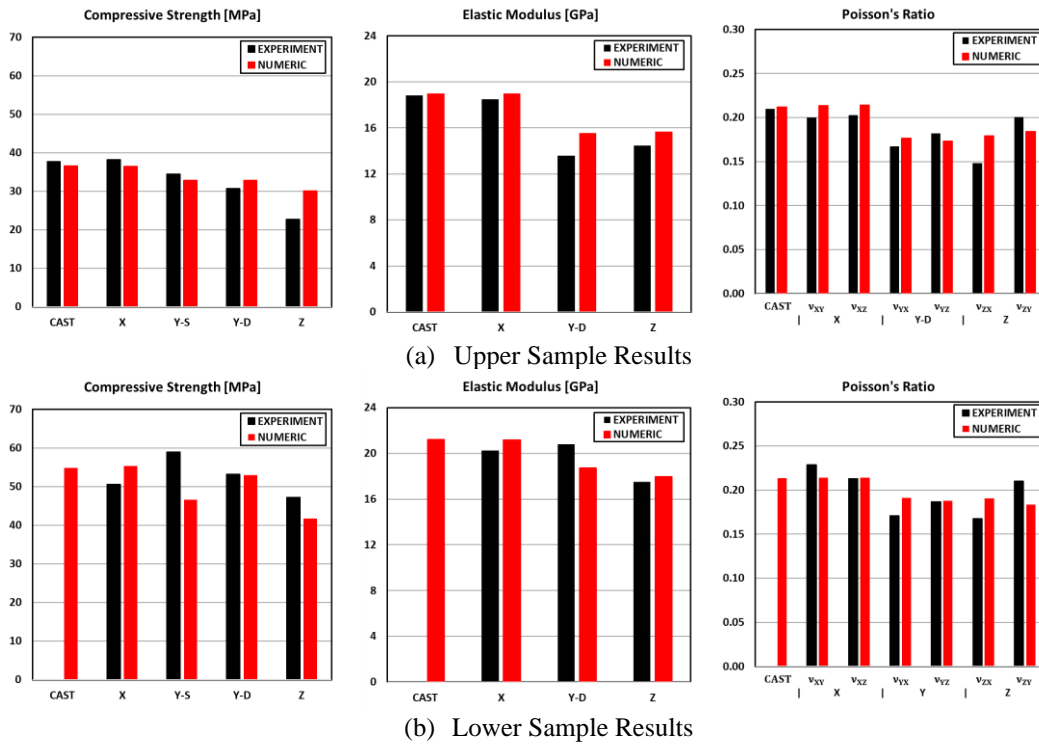 Compressive Strength [MPa]
70
60
50
40
30
20
10
0
EXPERIMENT
NUMERIC
CAST X Y-S Y-D Z
Elastic Modulus [GPa]
24
20
16
12
8
4
0
EXPERIMENT
NUMERIC
CAST X Y-D Z
Poisson's Ratio
0.30
0.25
0.20
0.15
0.10
0.05
0.00
EXPERIMENT
NUMERIC
CAST νXY νXZ νYX νYZ νZX νZY
| X | Y-D | Z
(a) Upper Sample Results
Compressive Strength [MPa]
70
60
50
40
30
20
10
0
EXPERIMENT
NUMERIC
CAST X Y-S Y-D Z
Elastic Modulus [GPa]
24
20
16
12
8
4
0
EXPERIMENT
NUMERIC
CAST X Y-D Z
Poisson's Ratio
0.30
0.25
0.20
0.15
0.10
0.05
0.00
EXPERIMENT
NUMERIC
CAST νXY νXZ νYX νYZ νZX νZY
| X | Y | Z
(b) Lower Sample Results